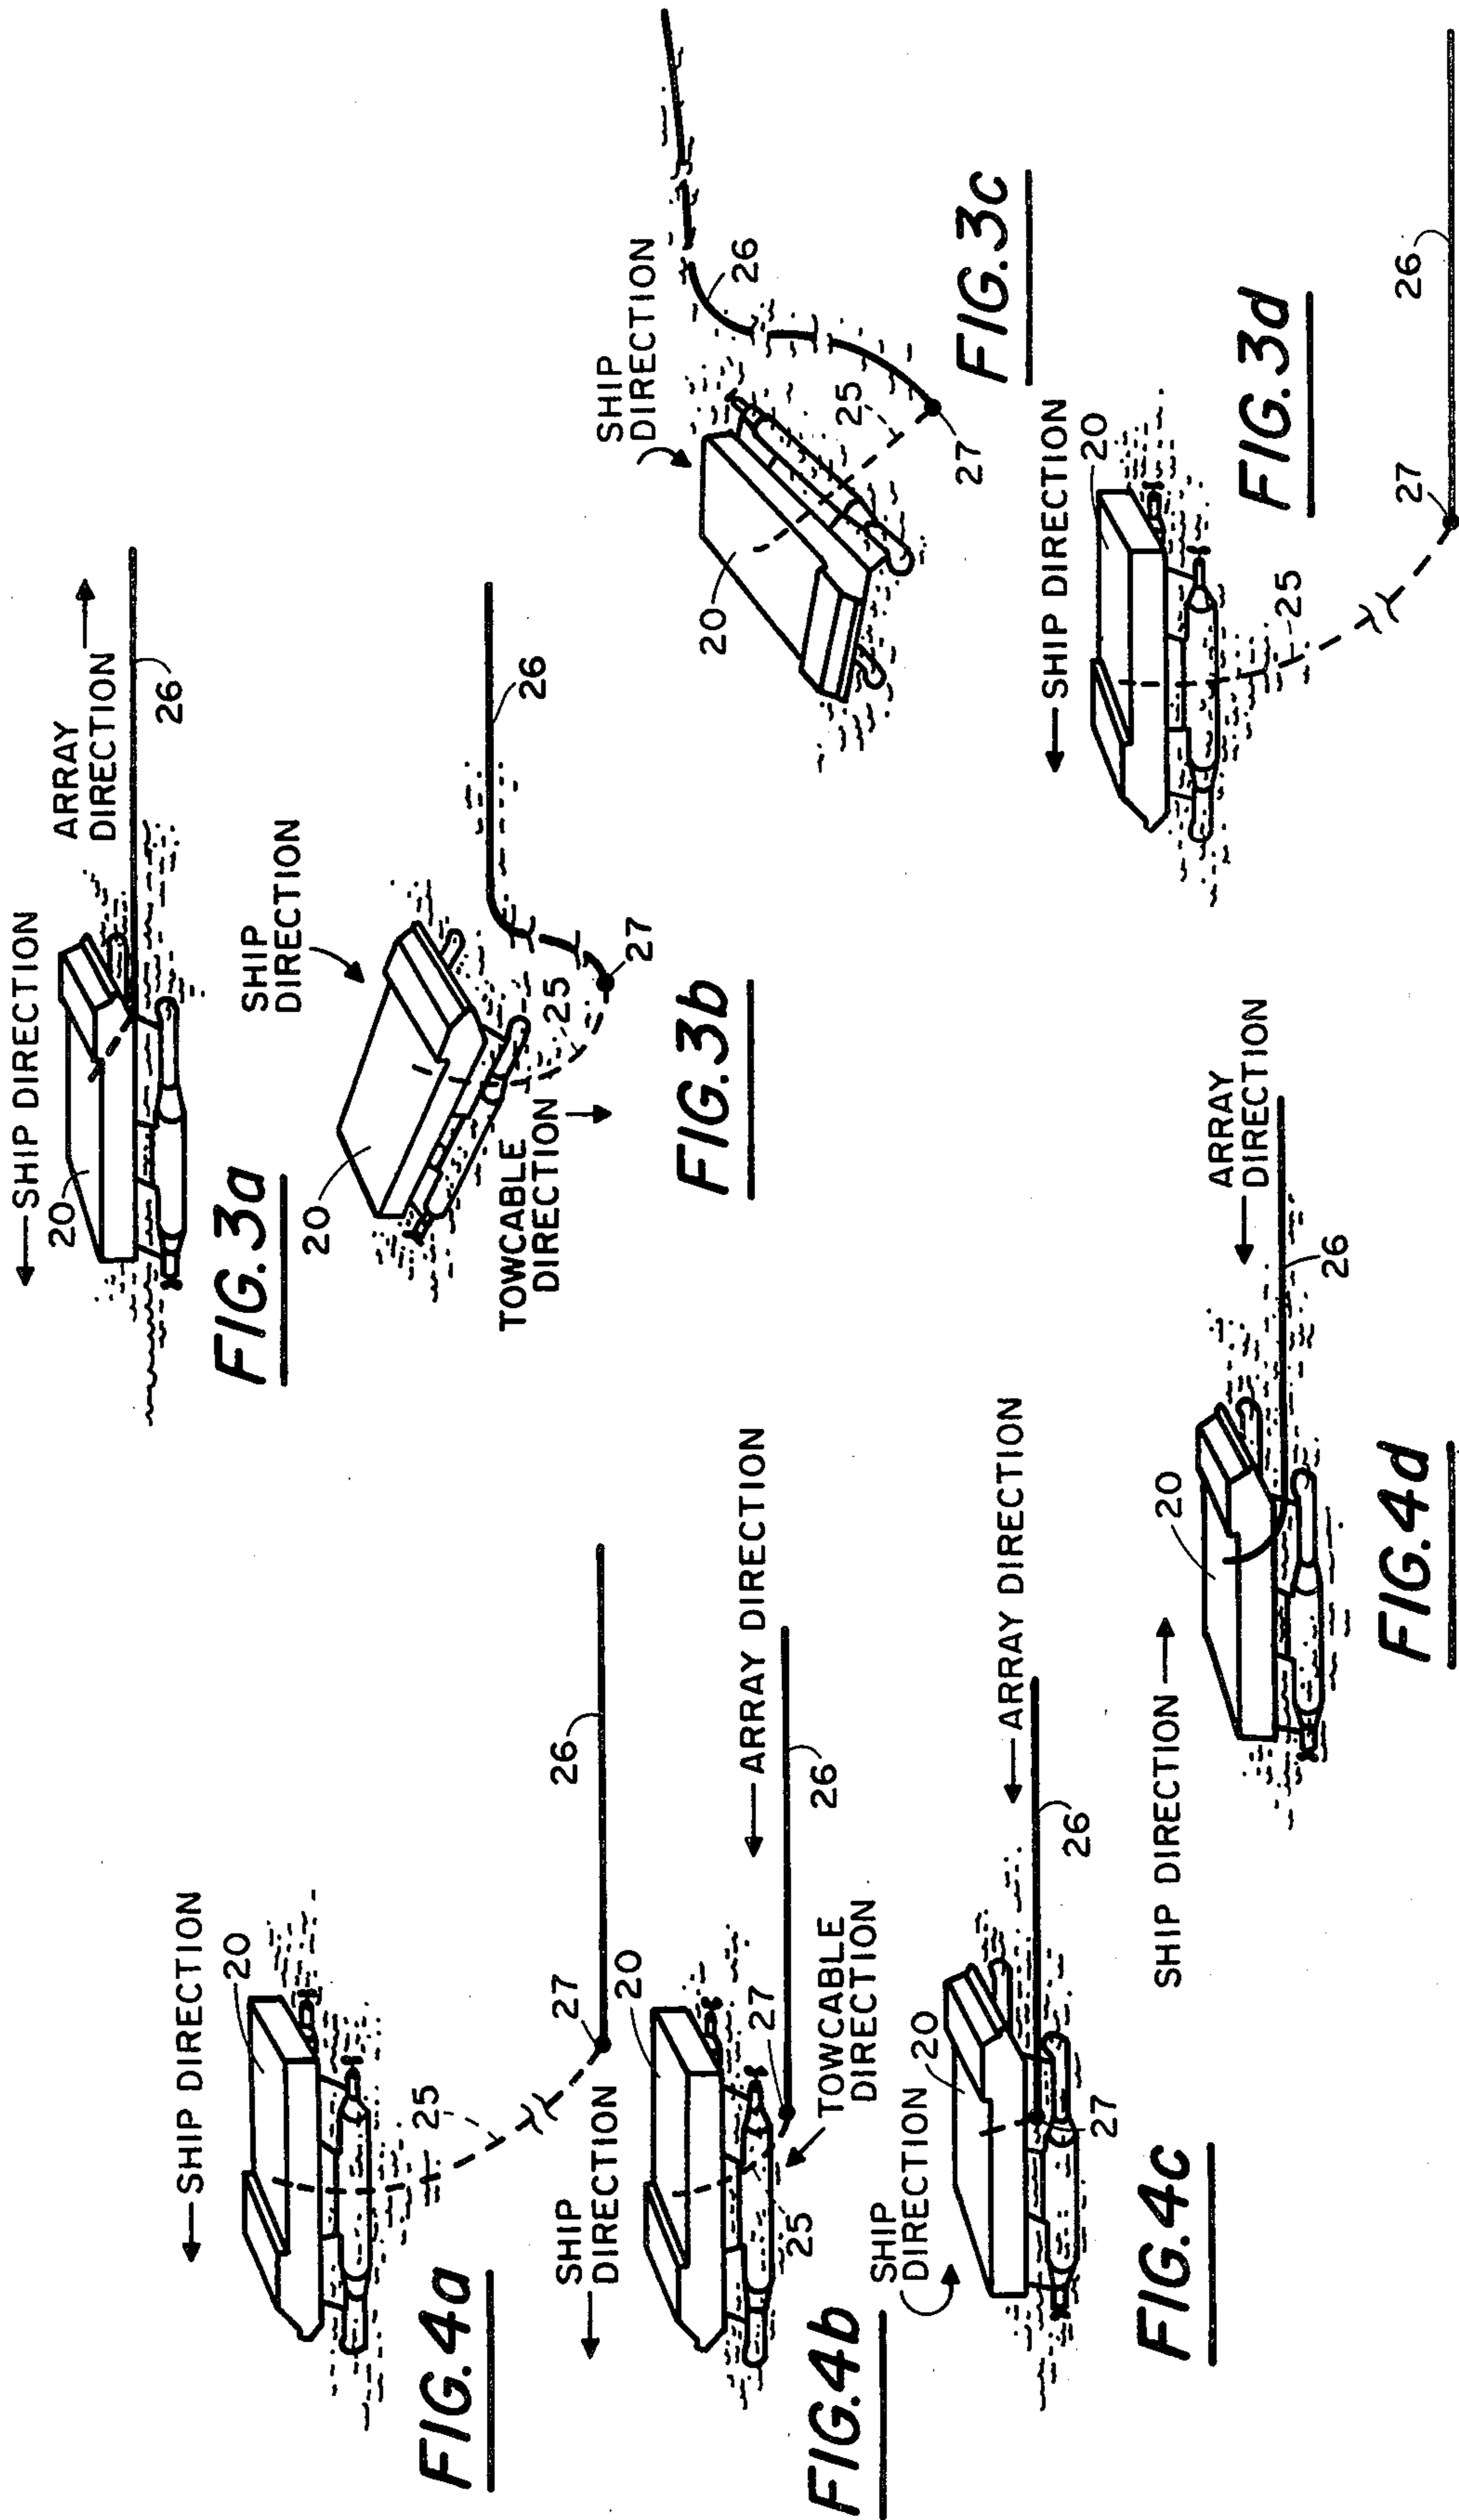 ← SHIP DIRECTION
20
ARRAY
DIRECTION →
26
FIG.3a
SHIP
DIRECTION
20
26
TOWCABLE
DIRECTION
25
27
FIG.3b
SHIP
DIRECTION
20
26
25
27
FIG.3c
← SHIP DIRECTION
20
25
27
26
FIG.3d
← SHIP DIRECTION
20
25
27
26
FIG.4a
SHIP
← DIRECTION
20
← ARRAY DIRECTION
27
26
25
TOWCABLE
DIRECTION
FIG.4b
SHIP
DIRECTION
20
← ARRAY DIRECTION
26
27
FIG.4c
SHIP DIRECTION →
20
ARRAY
← DIRECTION
26
FIG.4d